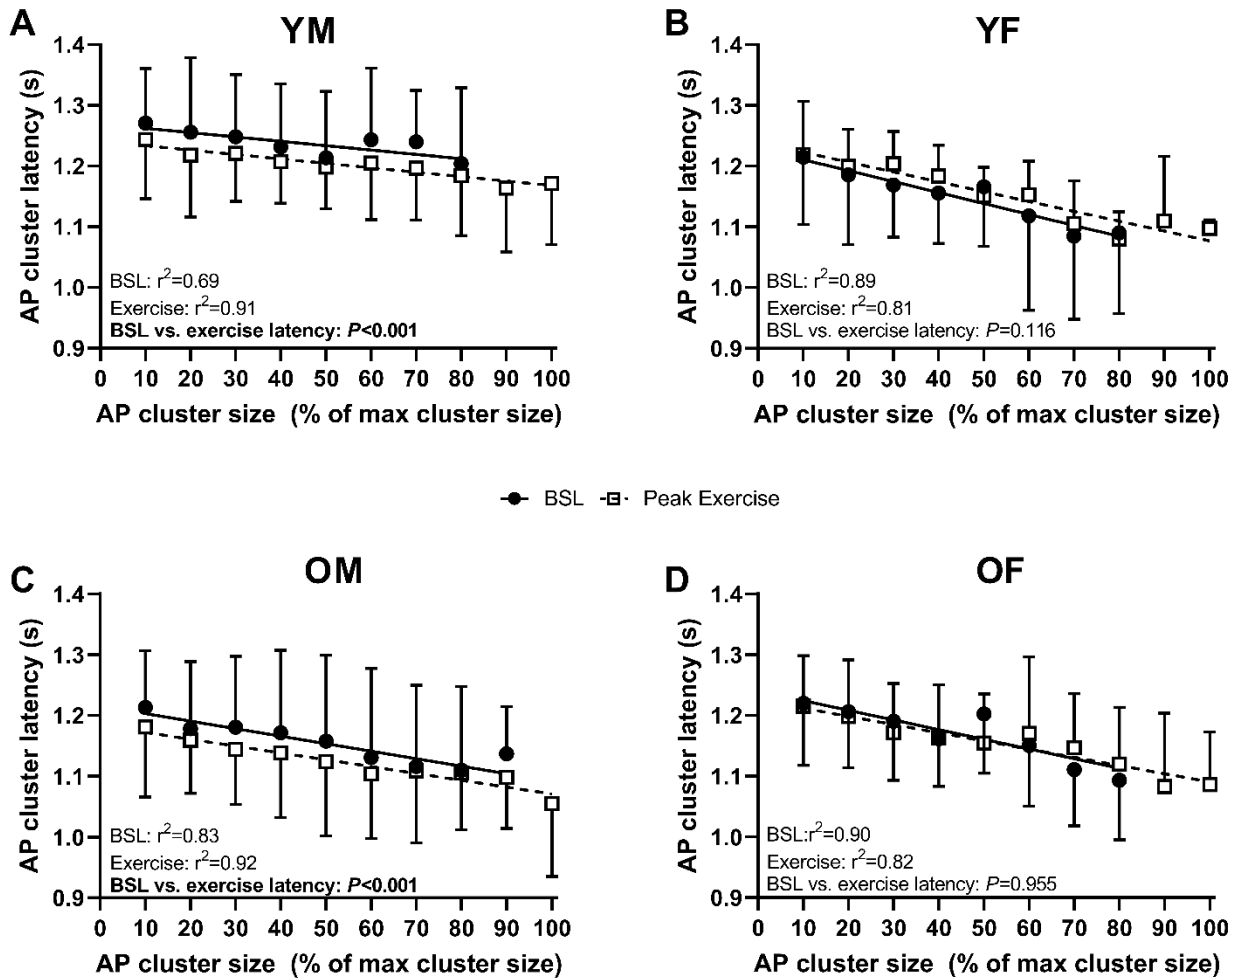 A
YM
AP cluster latency (s)
1.4
1.3
1.2
1.1
1.0
0.9
BSL: r²=0.69
Exercise: r²=0.91
BSL vs. exercise latency: P<0.001
0 10 20 30 40 50 60 70 80 90 100
AP cluster size (% of max cluster size)
B
YF
AP cluster latency (s)
1.4
1.3
1.2
1.1
1.0
0.9
BSL: r²=0.89
Exercise: r²=0.81
BSL vs. exercise latency: P=0.116
0 10 20 30 40 50 60 70 80 90 100
AP cluster size (% of max cluster size)
BSL Peak Exercise
C
OM
AP cluster latency (s)
1.4
1.3
1.2
1.1
1.0
0.9
BSL: r²=0.83
Exercise: r²=0.92
BSL vs. exercise latency: P<0.001
0 10 20 30 40 50 60 70 80 90 100
AP cluster size (% of max cluster size)
D
OF
AP cluster latency (s)
1.4
1.3
1.2
1.1
1.0
0.9
BSL:r²=0.90
Exercise: r²=0.82
BSL vs. exercise latency: P=0.955
0 10 20 30 40 50 60 70 80 90 100
AP cluster size (% of max cluster size)